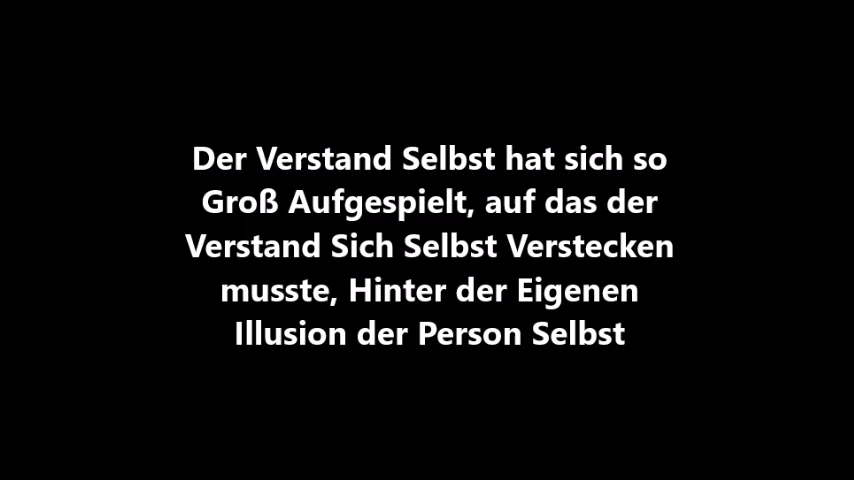 Der Verstand Selbst hat sich so
Groß Aufgespielt, auf das der
Verstand Sich Selbst Verstecken
musste, Hinter der Eigenen
Illusion der Person Selbst